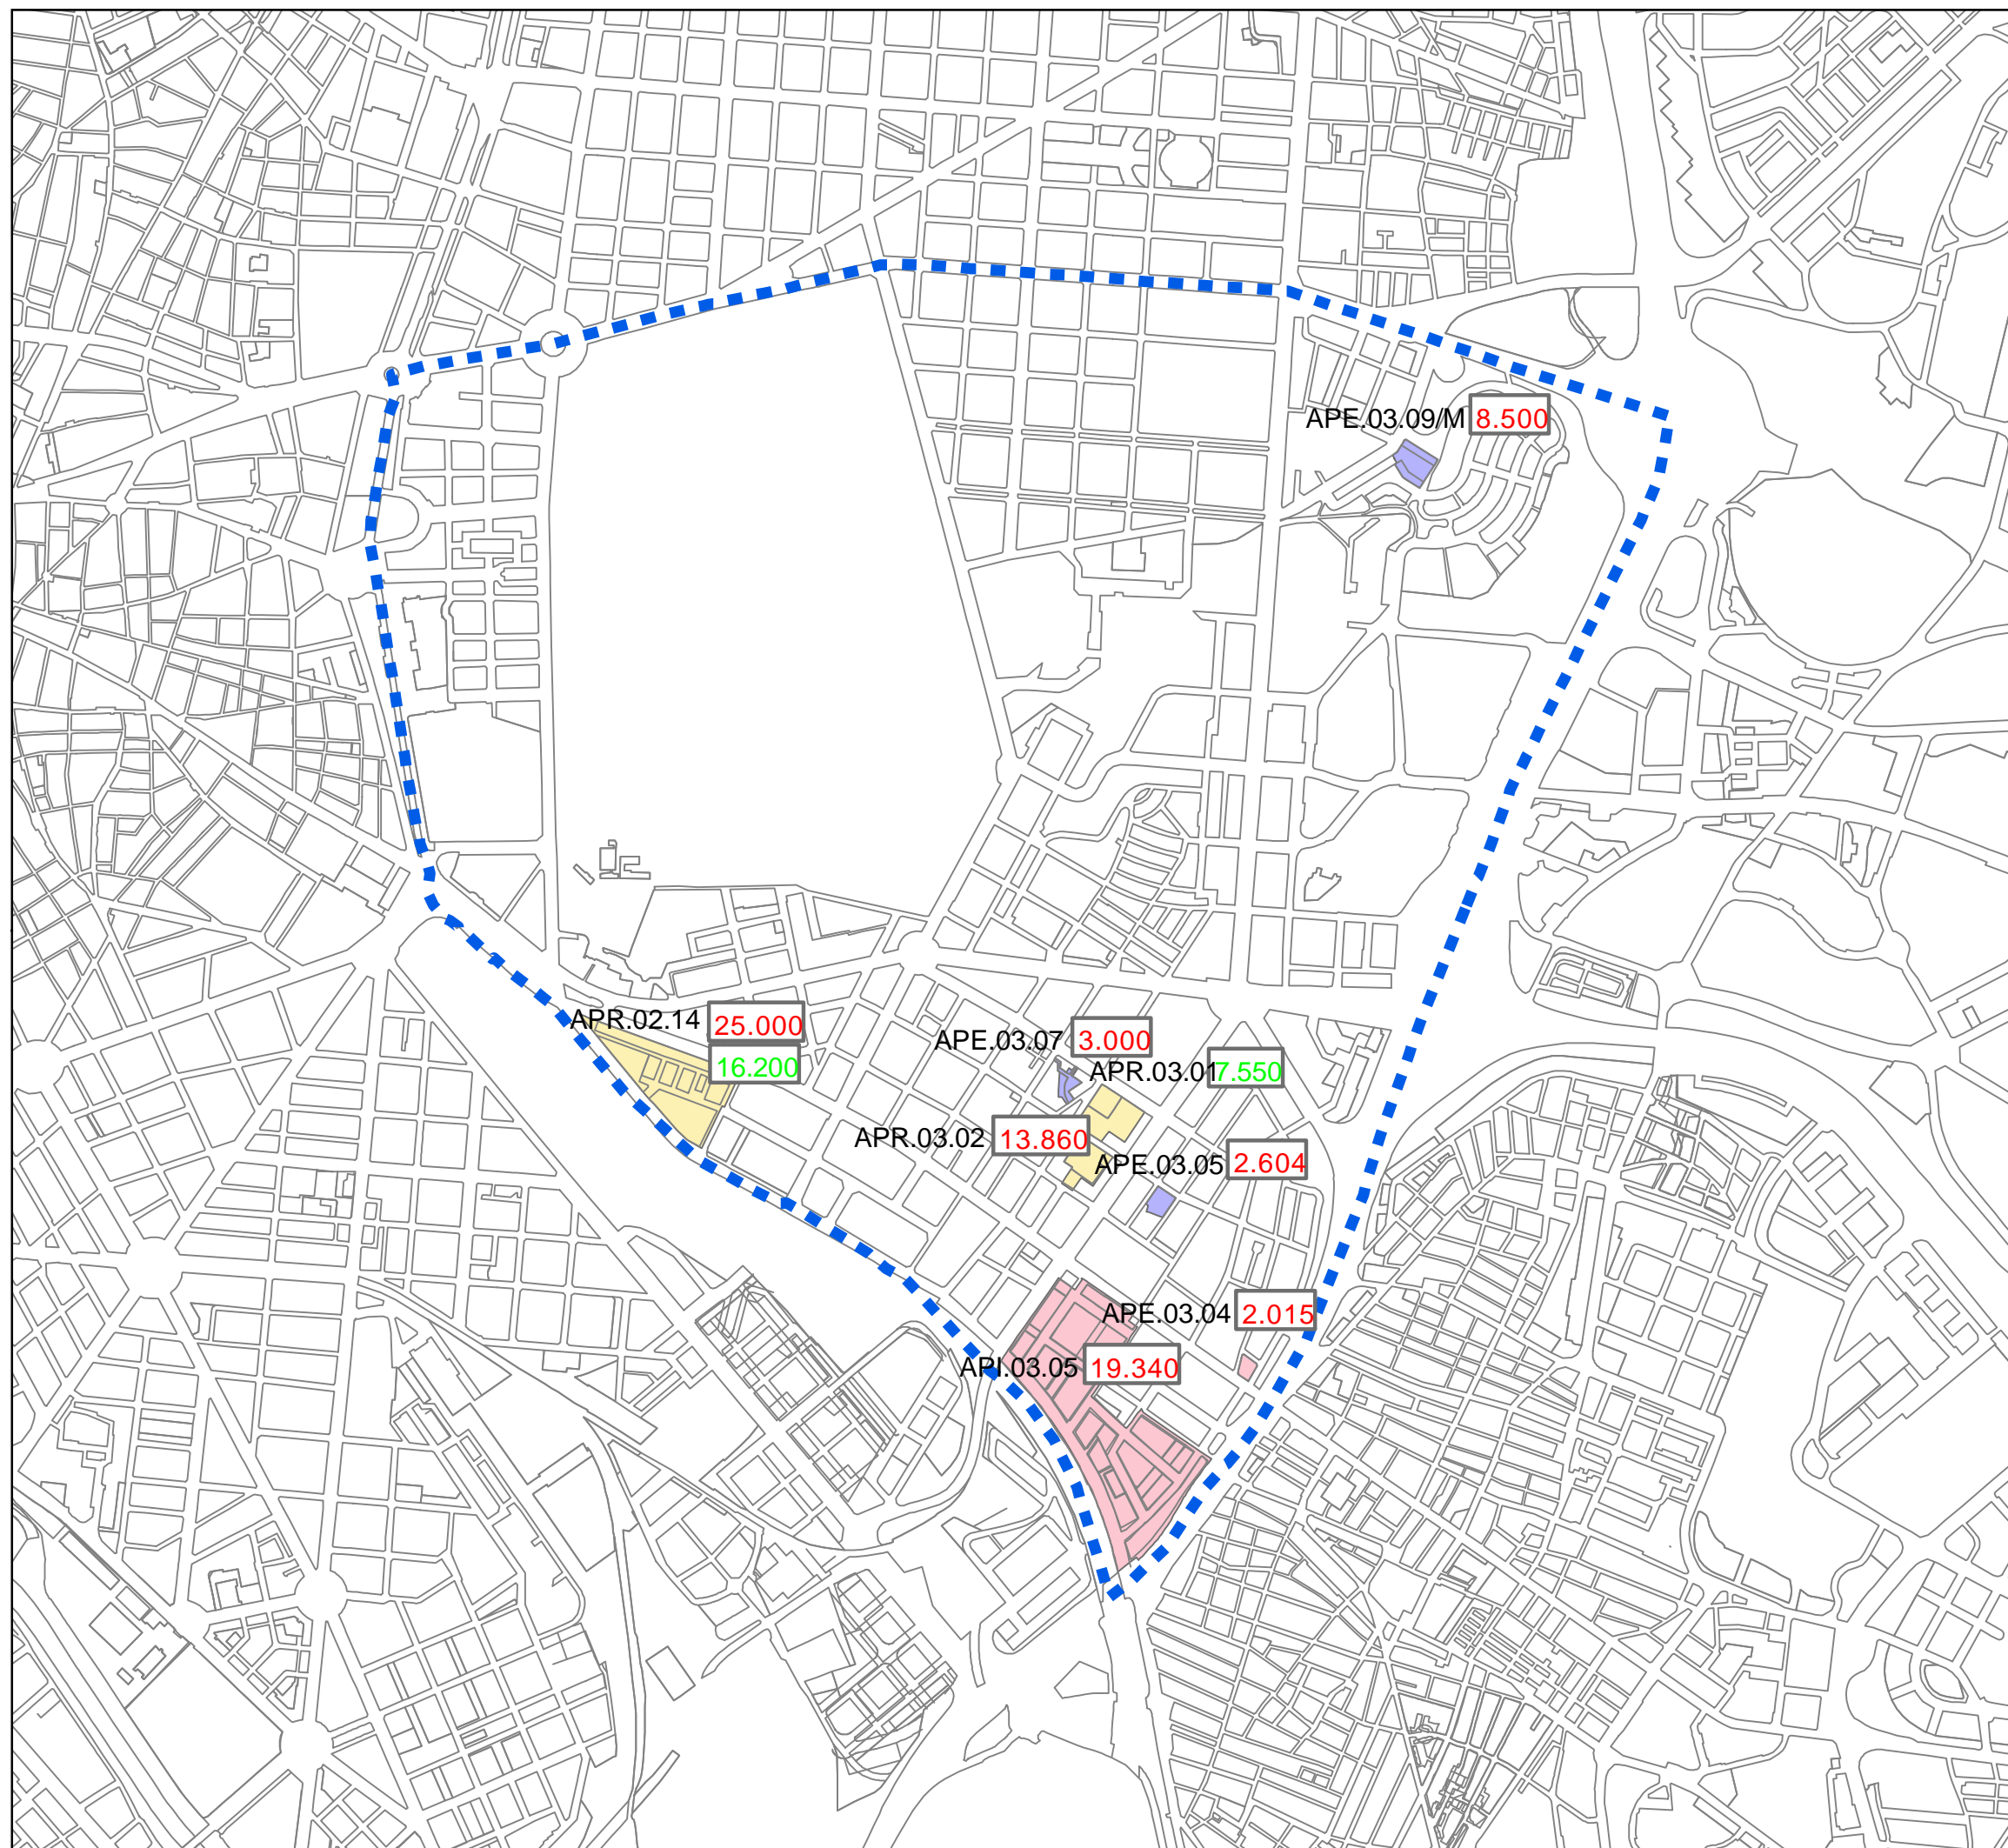 APE.03.09/M 8.500
APR.02.14 25.000
16.200
APE.03.07 3.000
APR.03.01 7.550
APR.03.02 13.860
APE.03.05 2.604
APE.03.04 2.015
API.03.05 19.340